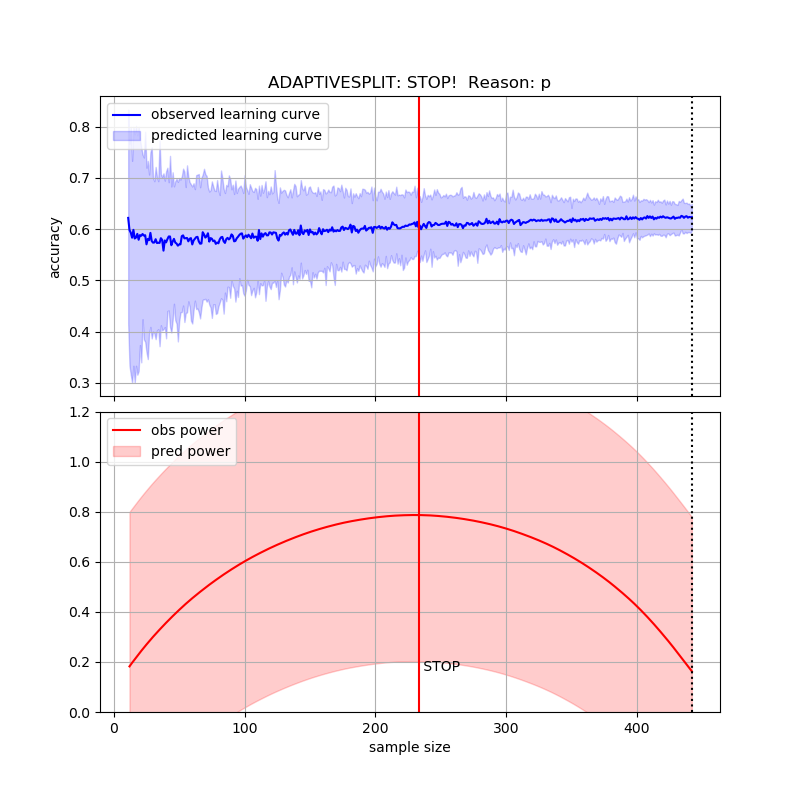 ADAPTIVESPLIT: STOP!  Reason: p
observed learning curve
predicted learning curve
accuracy
0.8
0.7
0.6
0.5
0.4
0.3
obs power
pred power
1.2
1.0
0.8
0.6
0.4
0.2
0.0
STOP
0 100 200 300 400
sample size